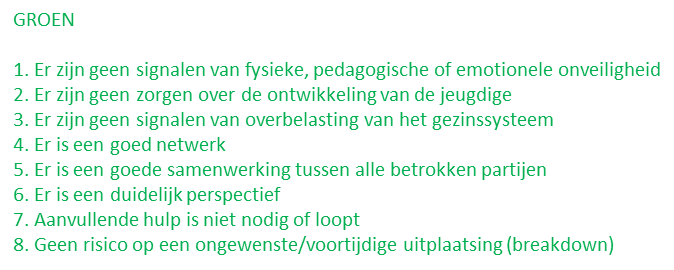 GROEN
1. Er zijn geen signalen van fysieke, pedagogische of emotionele onveiligheid
2. Er zijn geen zorgen over de ontwikkeling van de jeugdige
3. Er zijn geen signalen van overbelasting van het gezinssysteem
4. Er is een goed netwerk
5. Er is een goede samenwerking tussen alle betrokken partijen
6. Er is een duidelijk perspectief
7. Aanvullende hulp is niet nodig of loopt
8. Geen risico op een ongewenste/voortijdige uitplaatsing (breakdown)